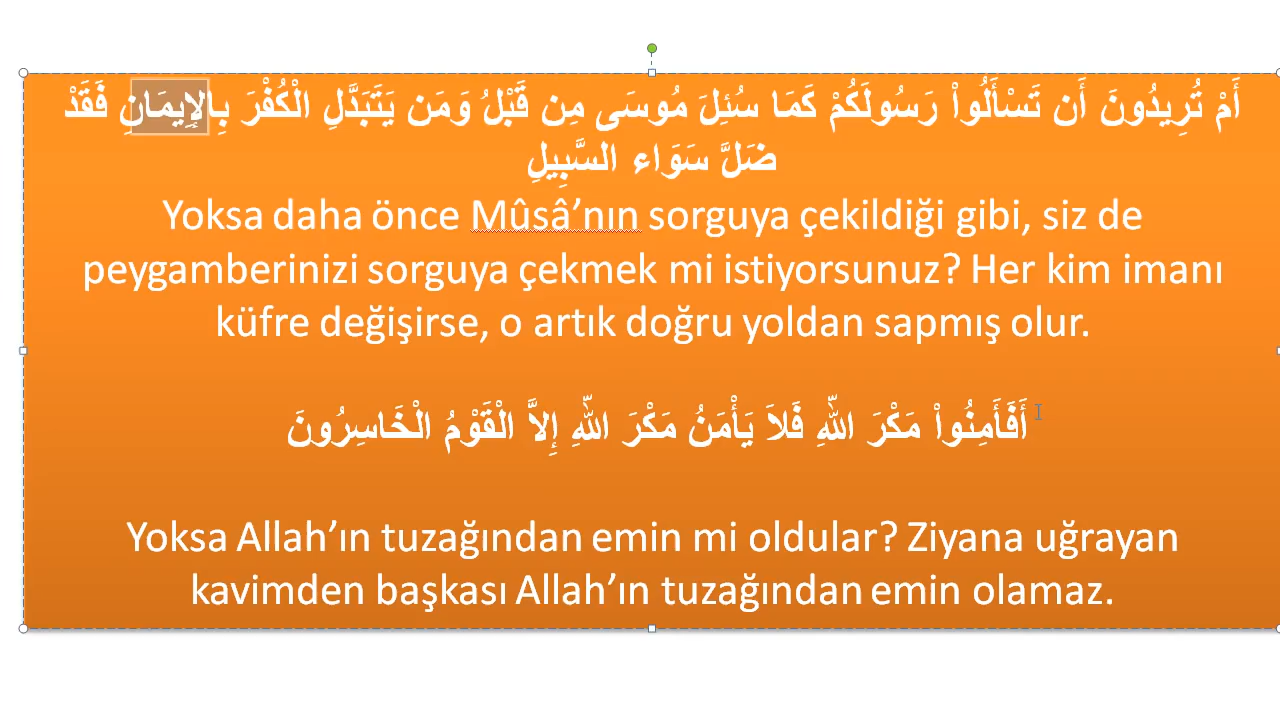 أَمْ تُرِيدُونَ أَن تَسْأَلُواْ رَسُولَكُمْ كَمَا سُئِلَ مُوسَى مِن قَبْلُ وَمَن يَتَبَدَّلِ الْكُفْرَ بِالإِيمَانِ فَقَدْ
ضَلَّ سَوَاء السَّبِيلِ
Yoksa daha önce Mûsâ’nın sorguya çekildiği gibi, siz de
peygamberinizi sorguya çekmek mi istiyorsunuz? Her kim imanı
küfre değişirse, o artık doğru yoldan sapmış olur.
أَفَأَمِنُواْ مَكْرَ اللّهِ فَلاَ يَأْمَنُ مَكْرَ اللّهِ إِلاَّ الْقَوْمُ الْخَاسِرُونَ
Yoksa Allah’ın tuzağından emin mi oldular? Ziyana uğrayan
kavimden başkası Allah’ın tuzağından emin olamaz.